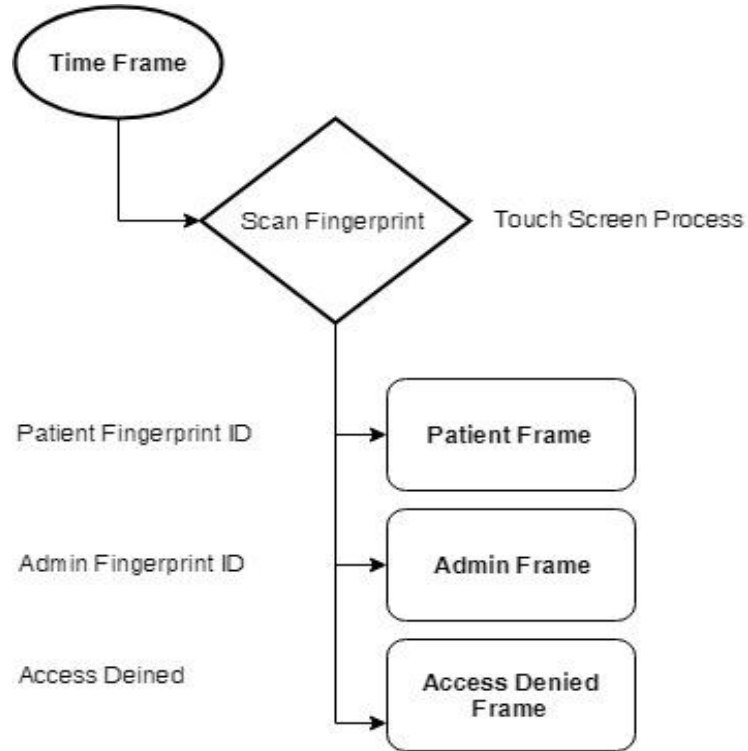 Time Frame
Scan Fingerprint
Touch Screen Process
Patient Fingerprint ID
Patient Frame
Admin Fingerprint ID
Admin Frame
Access Deined
Access Denied
Frame